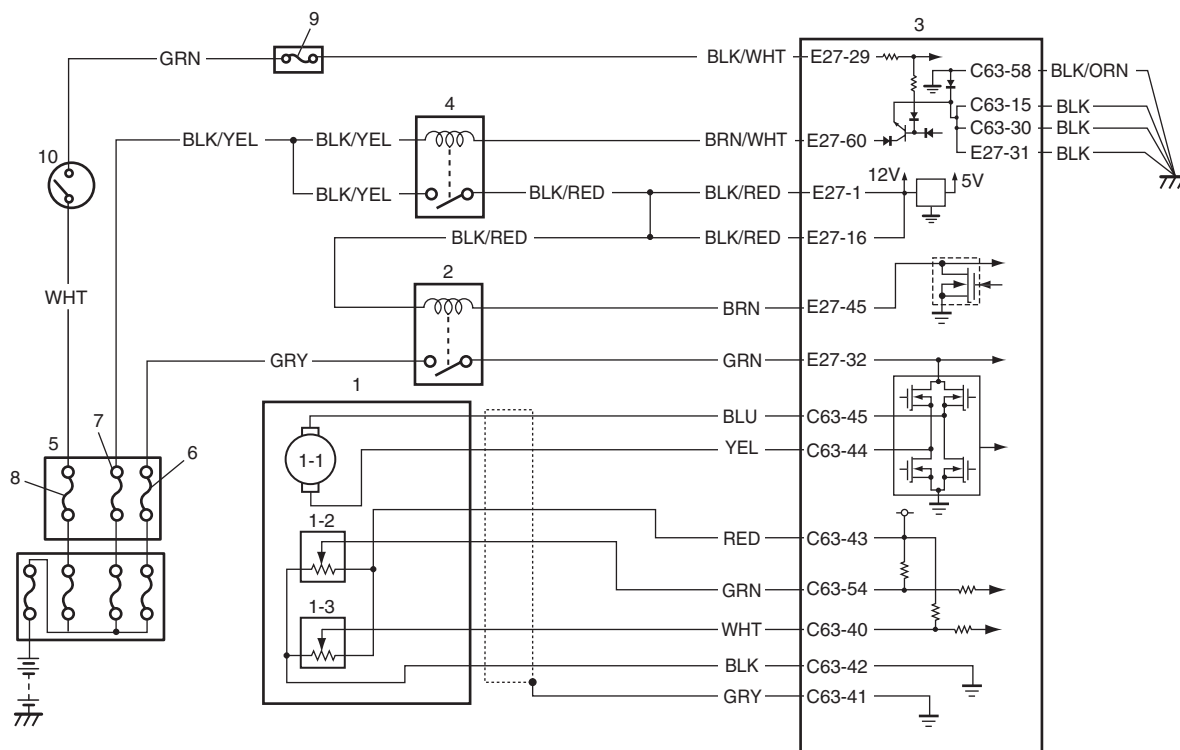 9
3
GRN
BLK/WHT
E27-29
C63-58
BLK/ORN
4
C63-15
BLK
BLK/YEL
BLK/YEL
BRN/WHT
E27-60
C63-30
BLK
10
E27-31
BLK
12V
5V
BLK/YEL
BLK/RED
BLK/RED
E27-1
BLK/RED
BLK/RED
E27-16
2
WHT
BRN
E27-45
GRY
GRN
E27-32
1
BLU
C63-45
5
7
6
YEL
C63-44
8
1-1
1-2
RED
C63-43
GRN
C63-54
1-3
WHT
C63-40
BLK
C63-42
GRY
C63-41